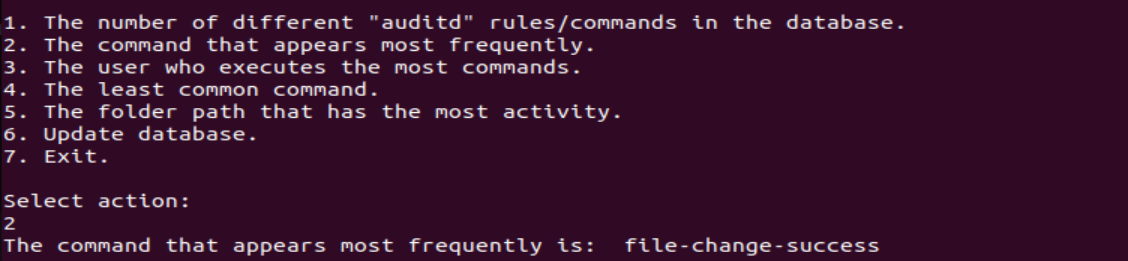 1. The number of different "auditd" rules/commands in the database.
2. The command that appears most frequently.
3. The user who executes the most commands.
4. The least common command.
5. The folder path that has the most activity.
6. Update database.
7. Exit.
Select action:
2
The command that appears most frequently is:  file-change-success